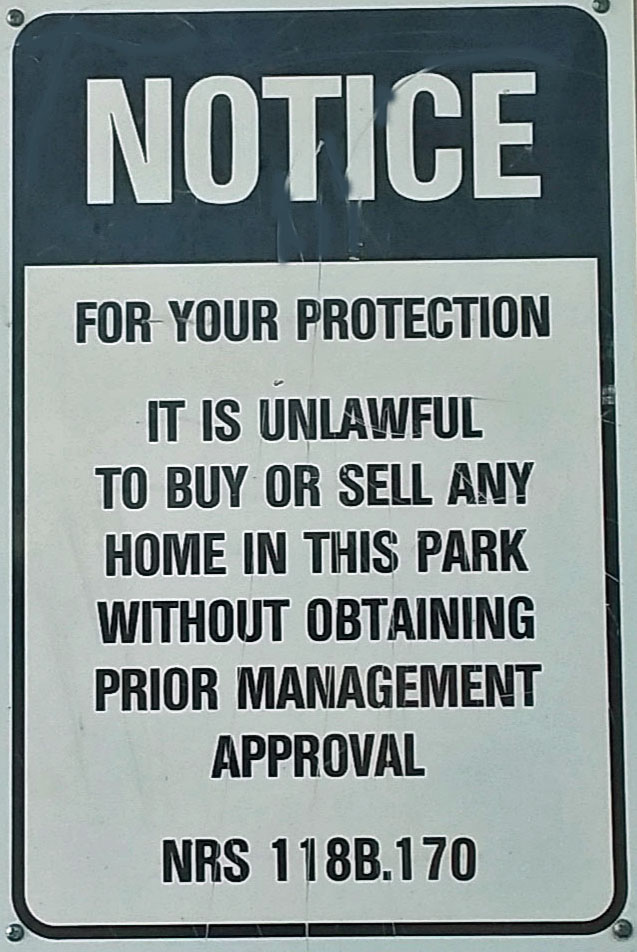 NOTICE
FOR YOUR PROTECTION
IT IS UNLAWFUL
TO BUY OR SELL ANY
HOME IN THIS PARK
WITHOUT OBTAINING
PRIOR MANAGEMENT
APPROVAL
NRS 118B.170